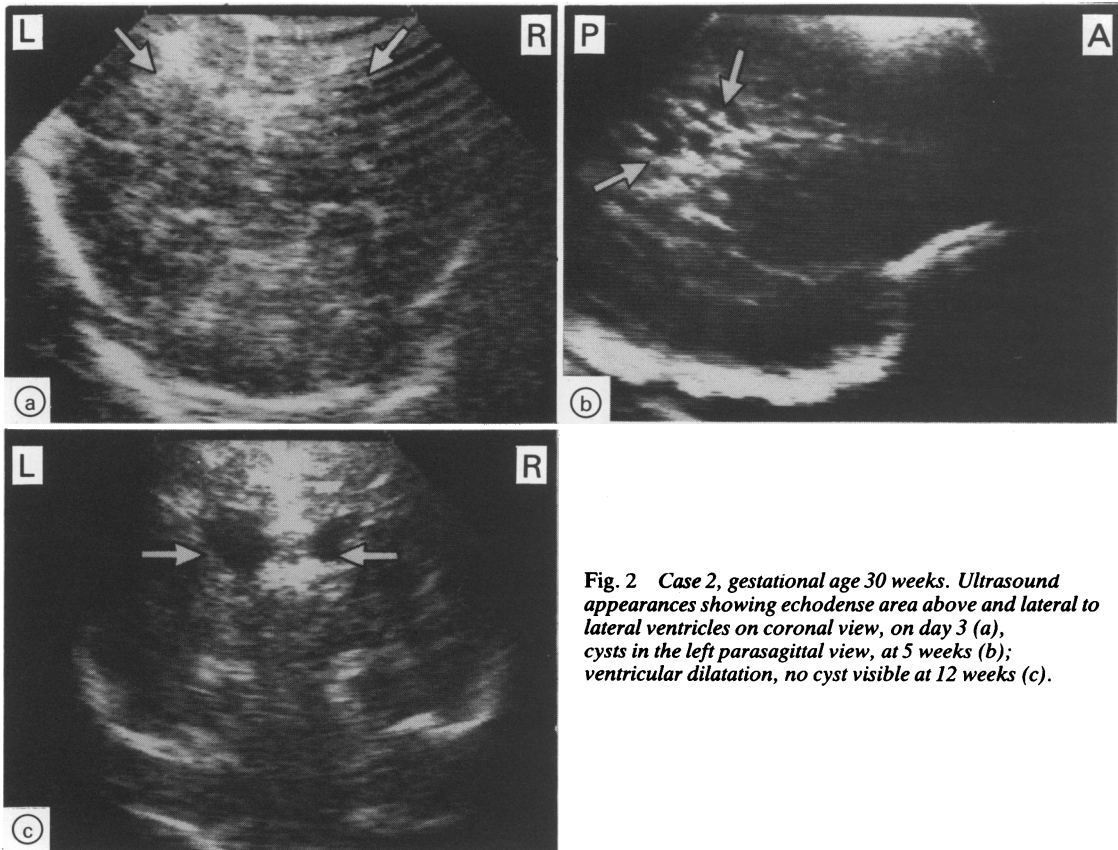 L
R
a
P
A
b
L
R
c
Fig. 2 Case 2, gestational age 30 weeks. Ultrasound
appearances showing echodense area above and lateral to
lateral ventricles on coronal view, on day 3 (a),
cysts in the left parasagittal view, at 5 weeks (b);
ventricular dilatation, no cyst visible at 12 weeks (c).